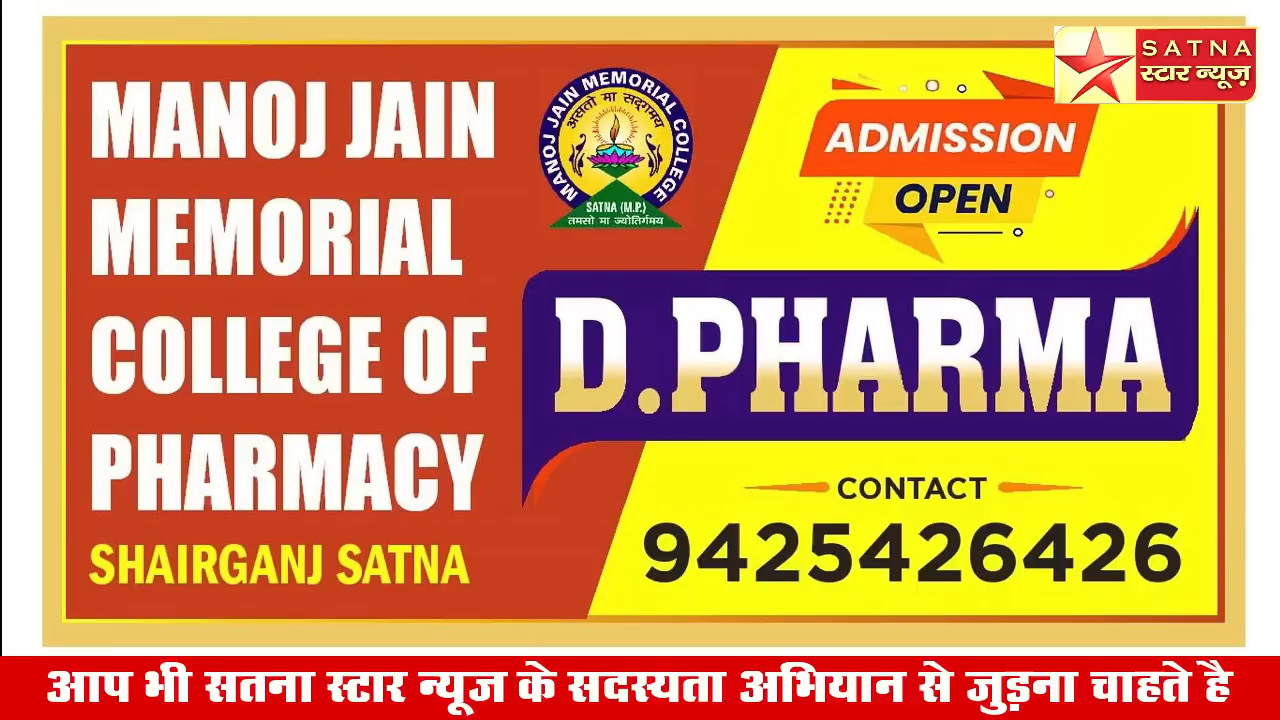 MANOJ JAIN
MEMORIAL
COLLEGE OF
PHARMACY
SHAIRGANJ SATNA
MANOJ JAIN MEMORIAL COLLEGE
असतो मा सद्गमय
SATNA (M.P.)
तमसो मा ज्योतिर्गमय
SATNA
स्टार न्यूज़
ADMISSION
OPEN
D.PHARMA
CONTACT
9425426426
आप भी सतना स्टार न्यूज के सदस्यता अभियान से जुड़ना चाहते है